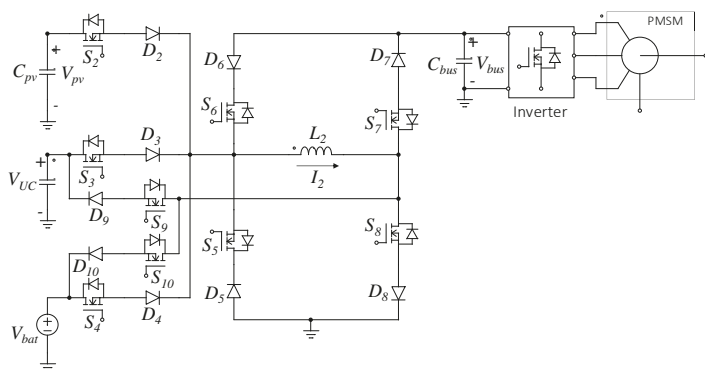 PMSM
S2
D2
D6
D7
Cpv
+
Vpv
-
Cbus
+
Vbus
-
S6
S7
Inverter
D3
L2
+
VUC
-
S3
I2
D9
S9
S8
S5
D10
S10
D5
D8
S4
D4
Vbat
+
-